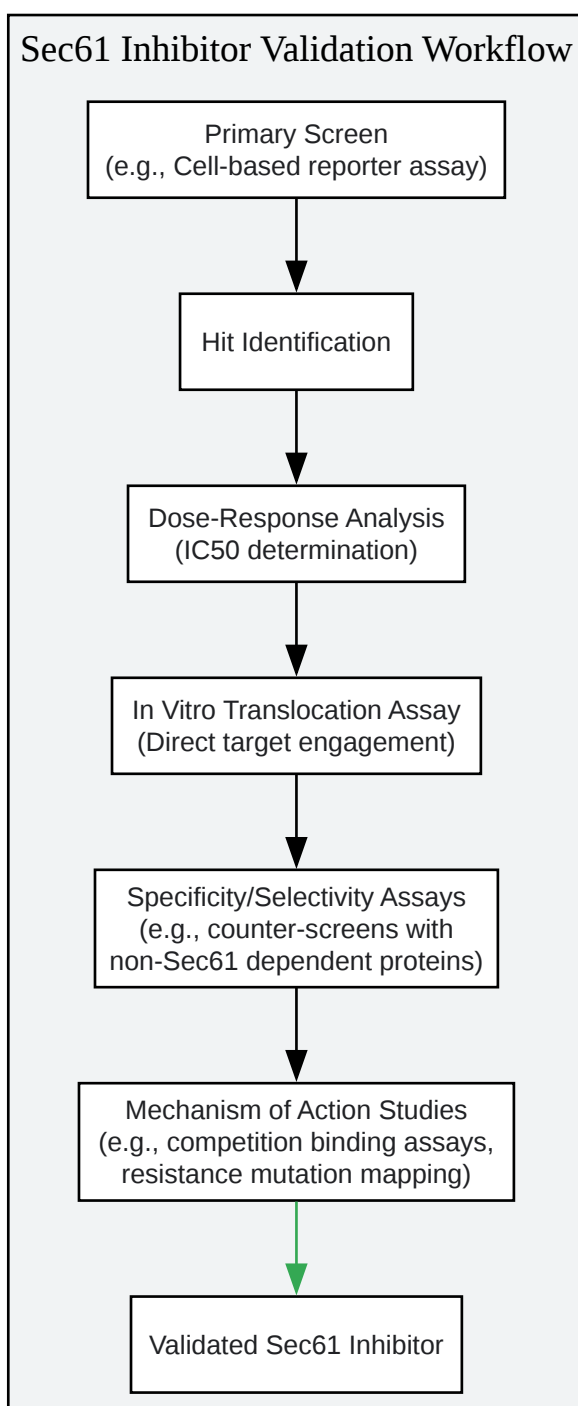 Sec61 Inhibitor Validation Workflow
Primary Screen
(e.g., Cell-based reporter assay)
Hit Identification
Dose-Response Analysis
(IC50 determination)
In Vitro Translocation Assay
(Direct target engagement)
Specificity/Selectivity Assays
(e.g., counter-screens with
non-Sec61 dependent proteins)
Mechanism of Action Studies
(e.g., competition binding assays,
resistance mutation mapping)
Validated Sec61 Inhibitor